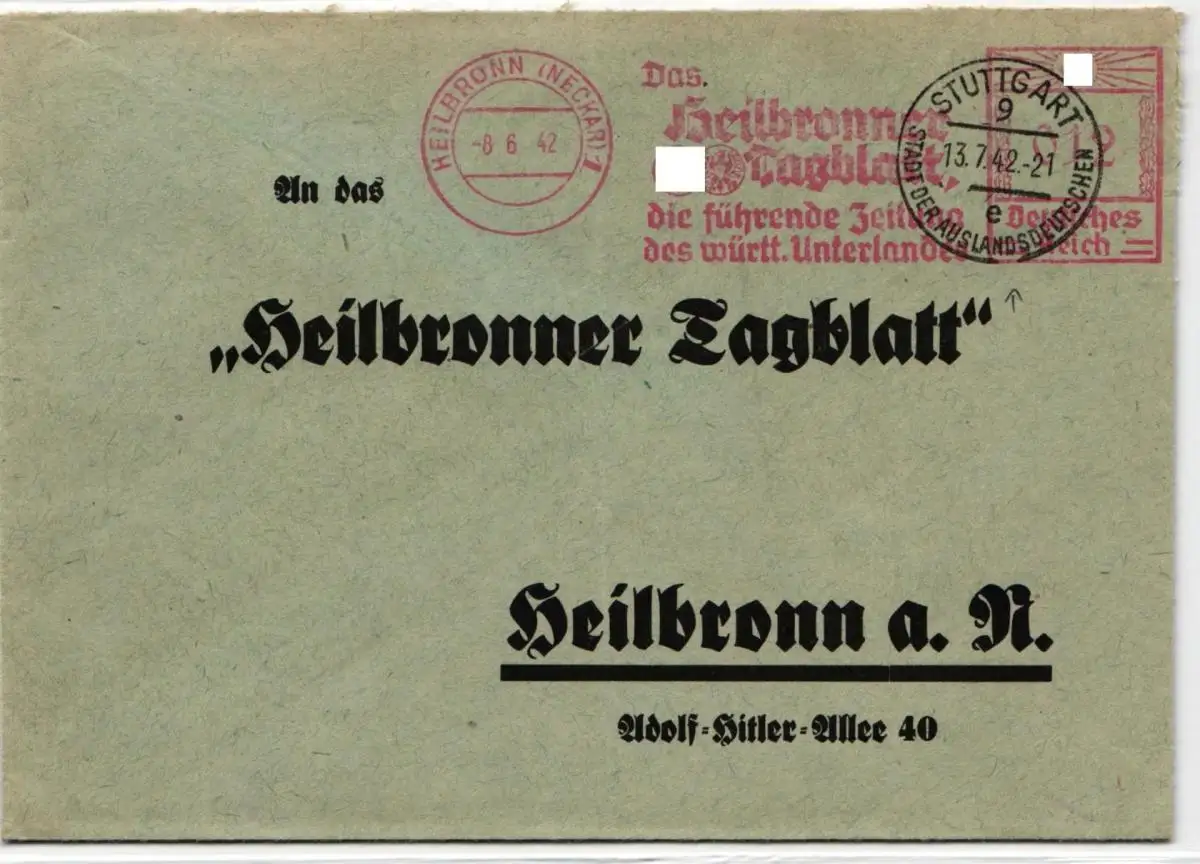 HEILBRONN (NECKAR) 1
-8 6 42
Das
Heilbronner
Tagblatt,
die führende Zeitung
des württ. Unterlandes
STUTTGART
9
13.7.42.-21
e
STADT DER AUSLANDSDEUTSCHEN
012
Deutsches
Reich
An das
„Heilbronner Tagblatt“
Heilbronn a. N.
Adolf-Hitler-Allee 40